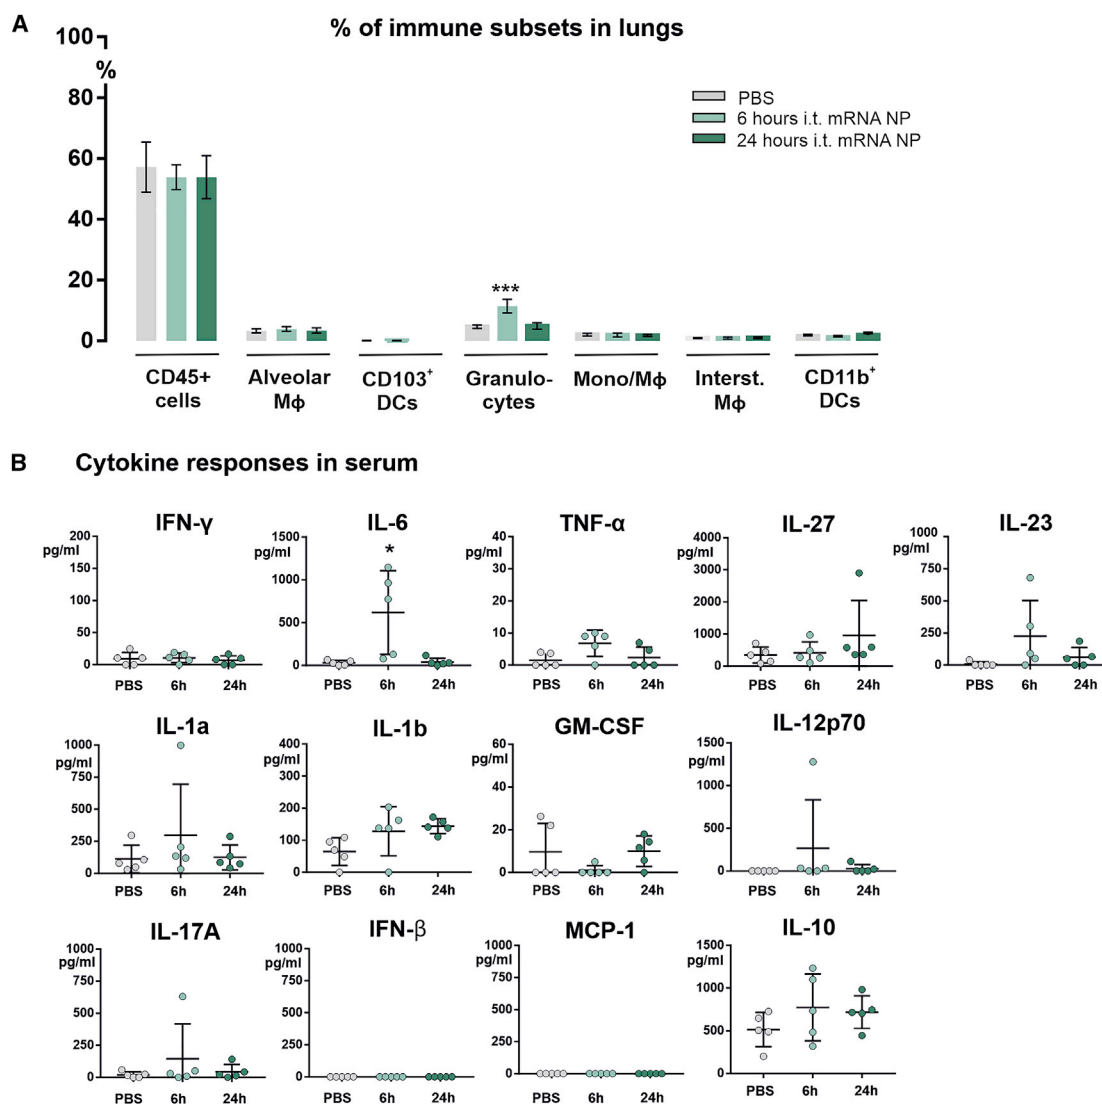 A
% of immune subsets in lungs
100
%
80
60
40
20
0
PBS
6 hours i.t. mRNA NP
24 hours i.t. mRNA NP
***
CD45+
cells
Alveolar
Mϕ
CD103+
DCs
Granulo-
cytes
Mono/Mϕ
Interst.
Mϕ
CD11b+
DCs
B Cytokine responses in serum
IFN-γ
200
pg/ml
150
100
50
0
PBS 6h 24h
IL-6
1500
pg/ml
1000
500
0
*
PBS 6h 24h
TNF-α
40
pg/ml
30
20
10
0
PBS 6h 24h
IL-27
4000
pg/ml
3000
2000
1000
0
PBS 6h 24h
IL-23
1000
pg/ml
750
500
250
0
PBS 6h 24h
IL-1a
1000
pg/ml
750
500
250
0
PBS 6h 24h
IL-1b
400
pg/ml
300
200
100
0
PBS 6h 24h
GM-CSF
60
pg/ml
40
20
0
PBS 6h 24h
IL-12p70
1500
pg/ml
1000
500
0
PBS 6h 24h
IL-17A
1000
pg/ml
750
500
250
0
PBS 6h 24h
IFN-β
1000
pg/ml
750
500
250
0
PBS 6h 24h
MCP-1
1000
pg/ml
750
500
250
0
PBS 6h 24h
IL-10
1500
pg/ml
1000
500
0
PBS 6h 24h